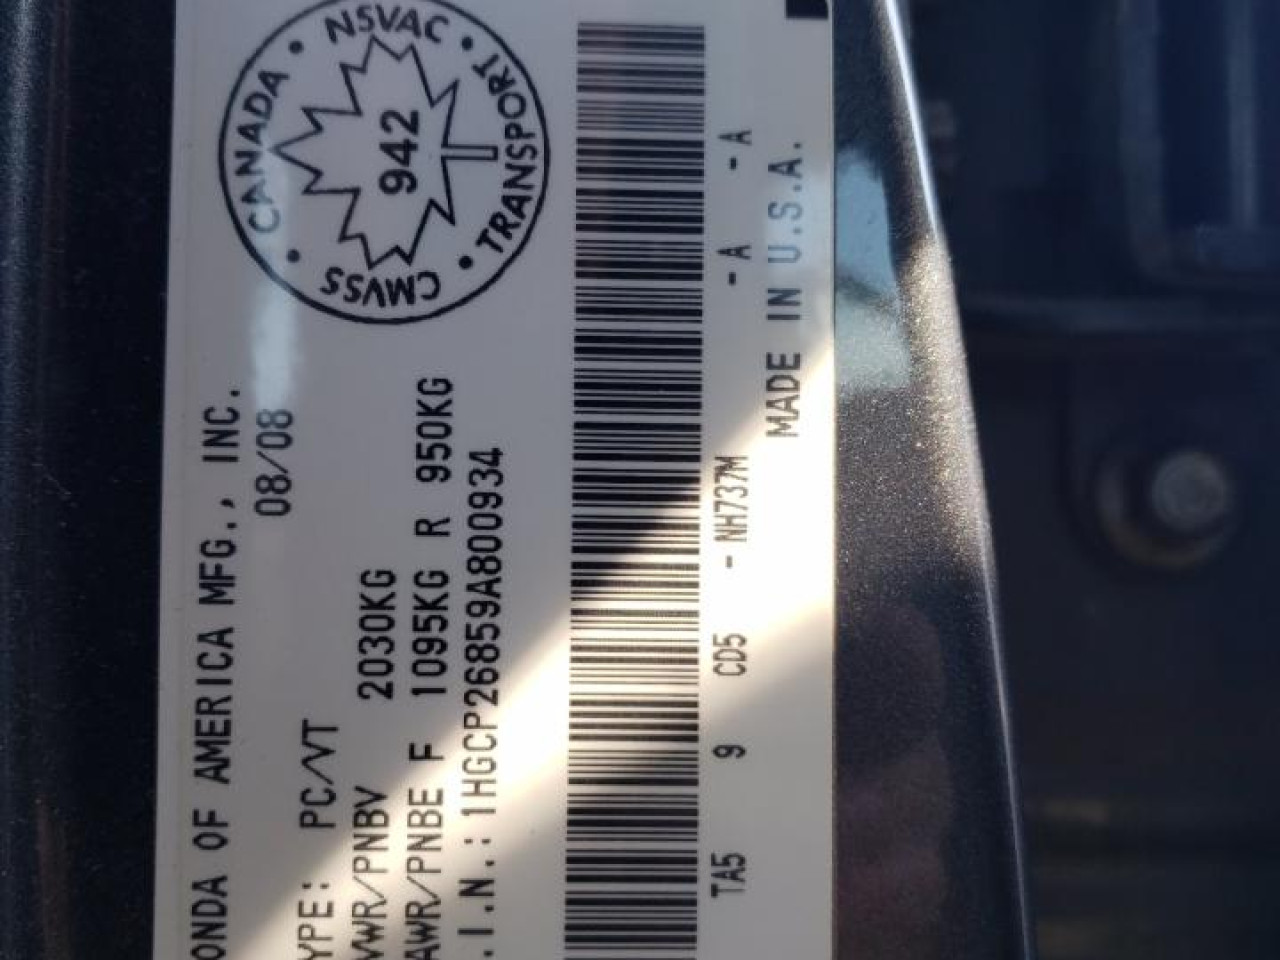 ONDA OF AMERICA MFG., INC.
08/08
YPE: PC/VT
VWR/PNBV 2030KG
AWR/PNBE F 1095KG R 950KG
.I.N.: 1HGCP26859A800934
CANADA • NSVAC • TRANSPORT • CMVSS •
942
TA5 9 CD5 - NH737M - A - A
MADE IN U.S.A.